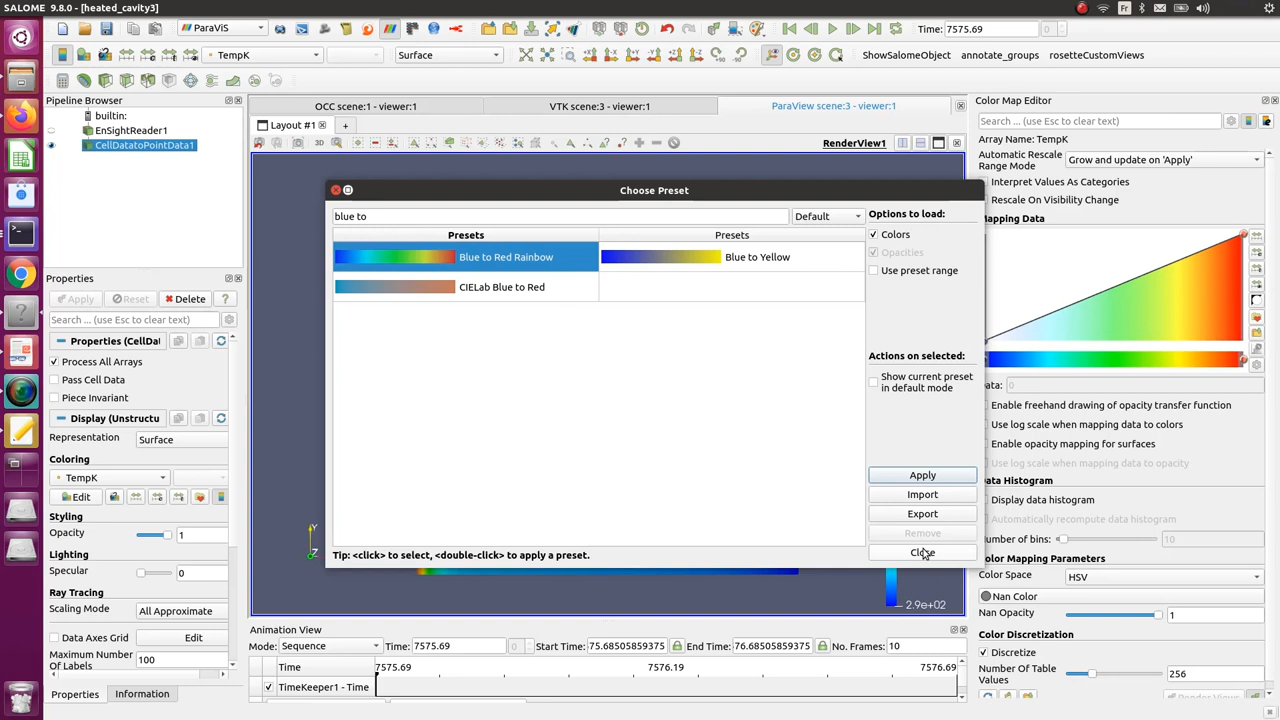 SALOME 9.8.0 - [heated_cavity3]
Fr
ParaViS
Time: 7575.69 0
TempK
Surface
ShowSalomeObject annotate_groups rosetteCustomViews
Pipeline Browser
builtin:
EnSightReader1
CellDatatoPointData1
Properties
Apply Reset Delete ?
Search ... (use Esc to clear text)
Properties (CellDat
Process All Arrays
Pass Cell Data
Piece Invariant
Display (Unstructu
Representation Surface
Coloring
TempK
Edit
Styling
Opacity 1
Lighting
Specular 0
Ray Tracing
Scaling Mode All Approximate
Data Axes Grid Edit
Maximum Number Of Labels 100
Properties Information
OCC scene:1 - viewer:1 VTK scene:3 - viewer:1 ParaView scene:3 - viewer:1
Layout #1 +
3D
RenderView1
Choose Preset
blue to
Default
Presets Presets
Blue to Red Rainbow Blue to Yellow
CIELab Blue to Red
Options to load:
Colors
Opacities
Use preset range
Actions on selected:
Show current preset
in default mode
Apply
Import
Export
Remove
Close
Tip: <click> to select, <double-click> to apply a preset.
Y
Z
2.9e+02
Animation View
Mode: Sequence Time: 7575.69 0 Start Time: 75.68505859375 End Time: 76.68505859375 No. Frames: 10
Time 7575.69 7576.19 7576.69
TimeKeeper1 - Time
Color Map Editor
Search ... (use Esc to clear text)
Array Name: TempK
Automatic Rescale
Range Mode Grow and update on 'Apply'
Interpret Values As Categories
Rescale On Visibility Change
Mapping Data
Data: 0
Enable freehand drawing of opacity transfer function
Use log scale when mapping data to colors
Enable opacity mapping for surfaces
Use log scale when mapping data to opacity
Data Histogram
Display data histogram
Automatically recompute data histogram
Number of bins: 10
Color Mapping Parameters
Color Space HSV
Nan Color
Nan Opacity 1
Color Discretization
Discretize
Number Of Table
Values 256
Render Views